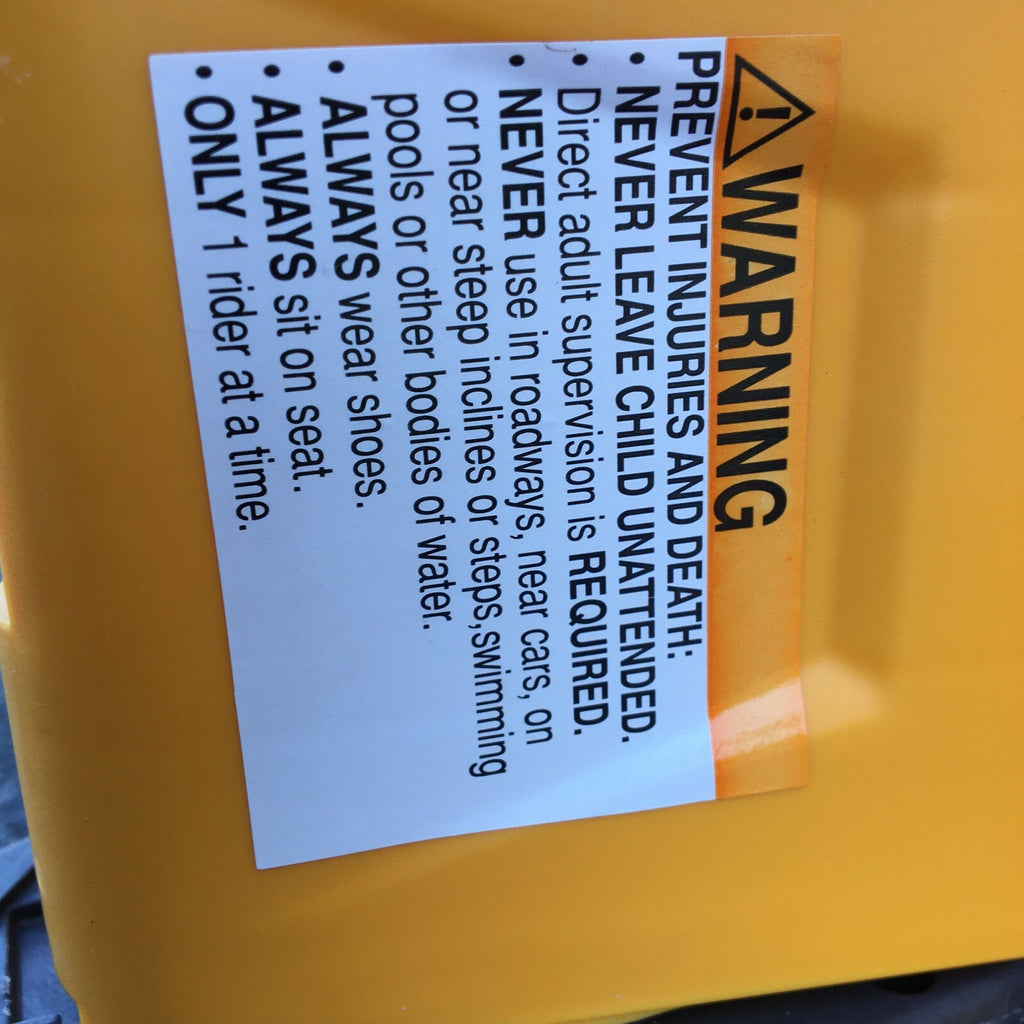 WARNING
PREVENT INJURIES AND DEATH:
• NEVER LEAVE CHILD UNATTENDED.
• Direct adult supervision is REQUIRED.
• NEVER use in roadways, near cars, on
or near steep inclines or steps,swimming
pools or other bodies of water.
• ALWAYS wear shoes.
• ALWAYS sit on seat.
• ONLY 1 rider at a time.